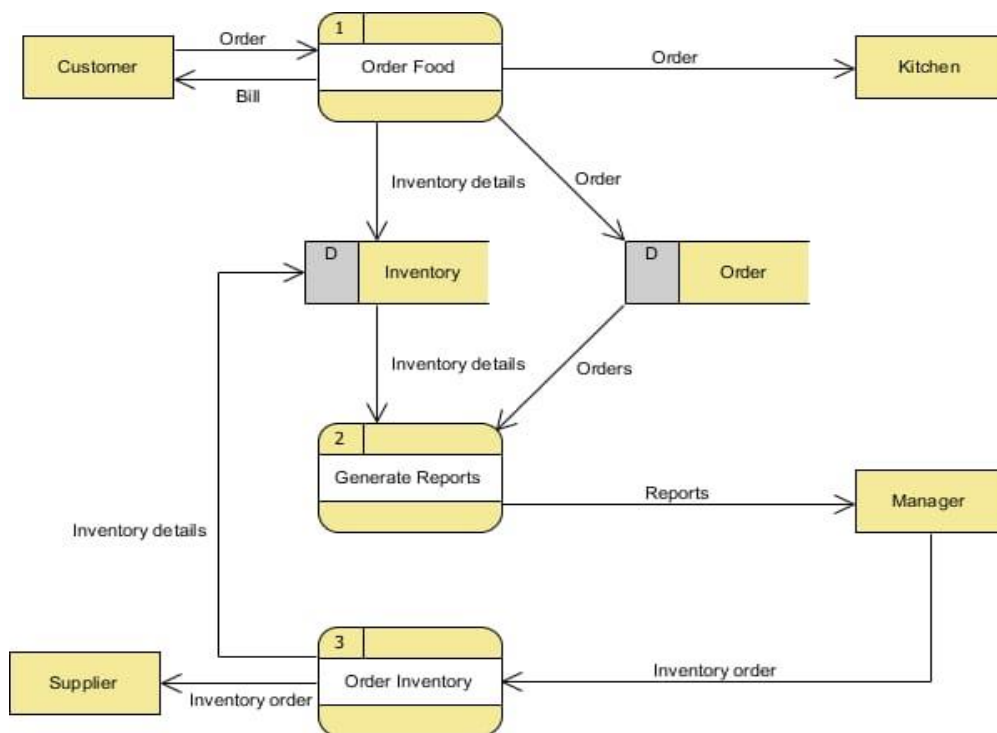 1
Order
Customer
Order Food
Order
Kitchen
Bill
Inventory details
Order
D
Inventory
D
Order
Inventory details
Orders
2
Generate Reports
Reports
Manager
Inventory details
3
Supplier
Order Inventory
Inventory order
Inventory order